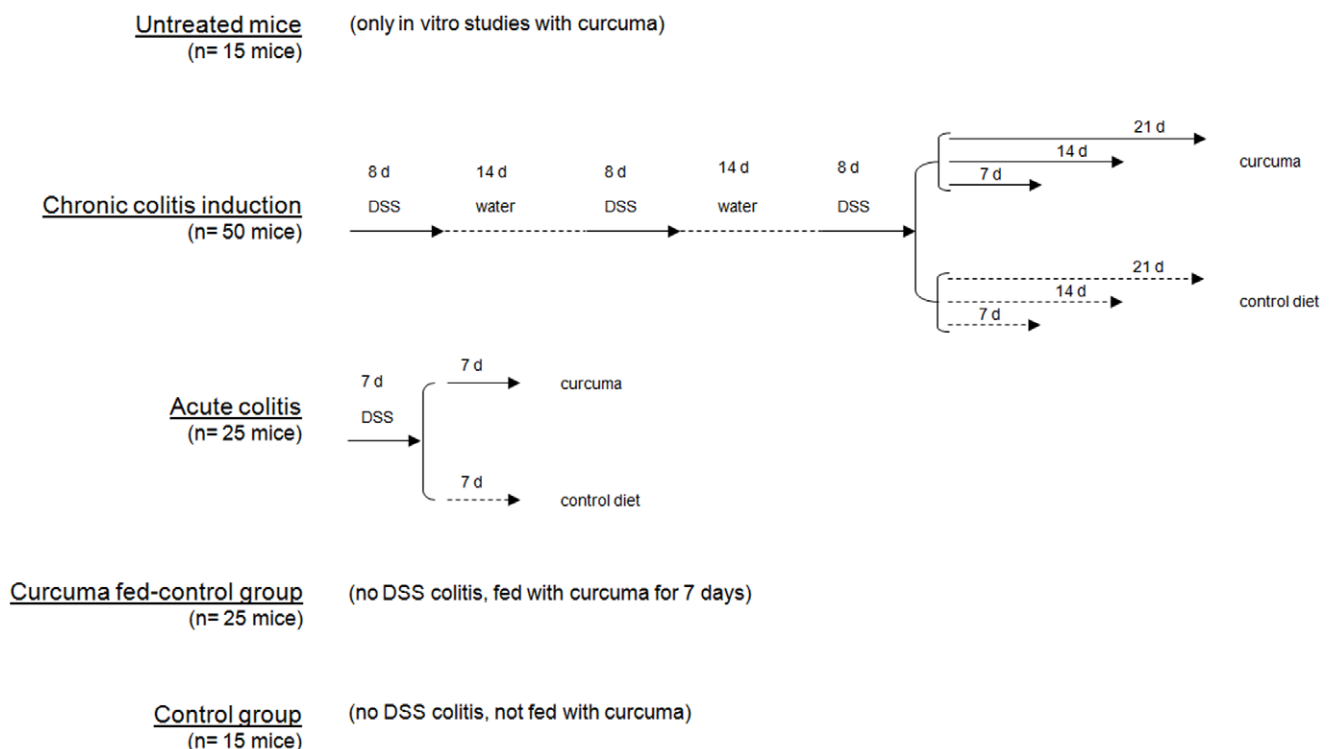 Untreated mice (only in vitro studies with curcuma)
(n= 15 mice)
21 d
14 d curcuma
7 d
8 d 14 d 8 d 14 d 8 d
DSS water DSS water DSS
Chronic colitis induction
(n= 50 mice)
21 d
14 d control diet
7 d
7 d curcuma
7 d
DSS
Acute colitis
(n= 25 mice)
7 d control diet
Curcuma fed-control group (no DSS colitis, fed with curcuma for 7 days)
(n= 25 mice)
Control group (no DSS colitis, not fed with curcuma)
(n= 15 mice)